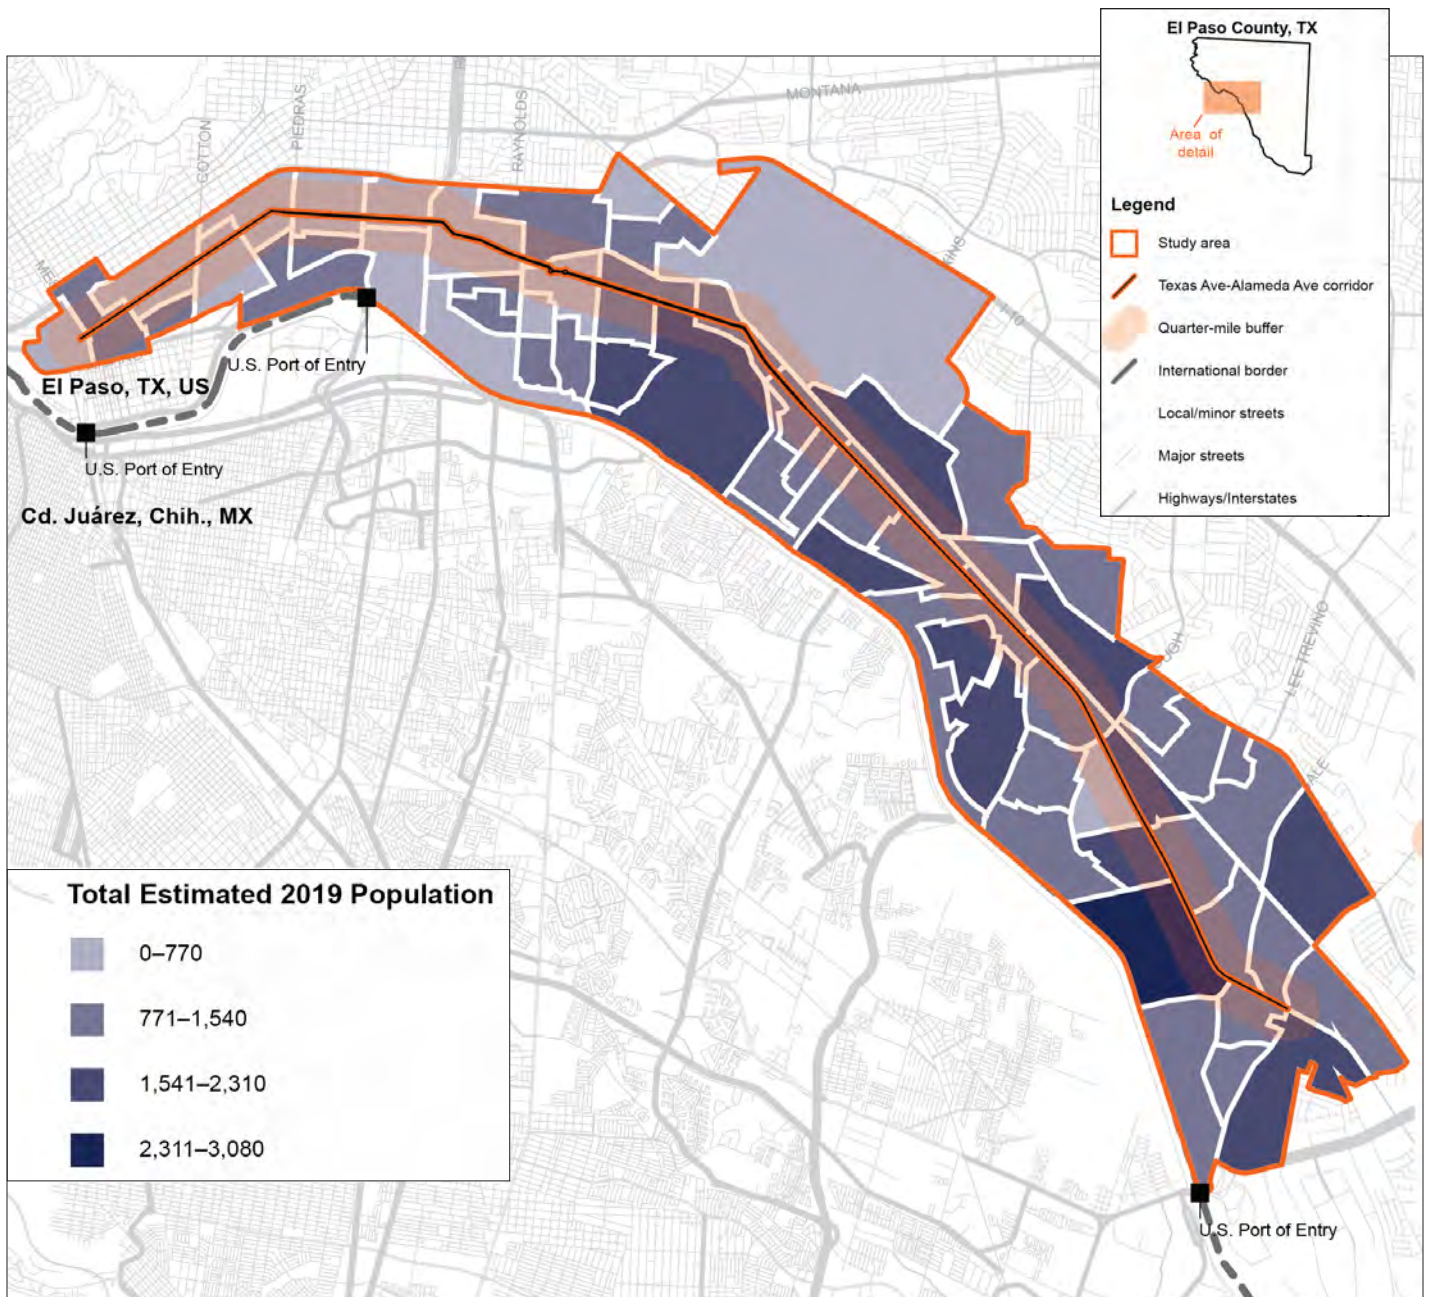 El Paso County, TX
Area of
detail
Legend
Study area
Texas Ave-Alameda Ave corridor
Quarter-mile buffer
International border
Local/minor streets
Major streets
Highways/Interstates
MONTANA
PIEDRAS
RAYNOLDS
COTTON
I-10
U.S. Port of Entry
El Paso, TX, US
U.S. Port of Entry
Cd. Juárez, Chih., MX
LEE TREVINO
Total Estimated 2019 Population
0–770
771–1,540
1,541–2,310
2,311–3,080
U.S. Port of Entry